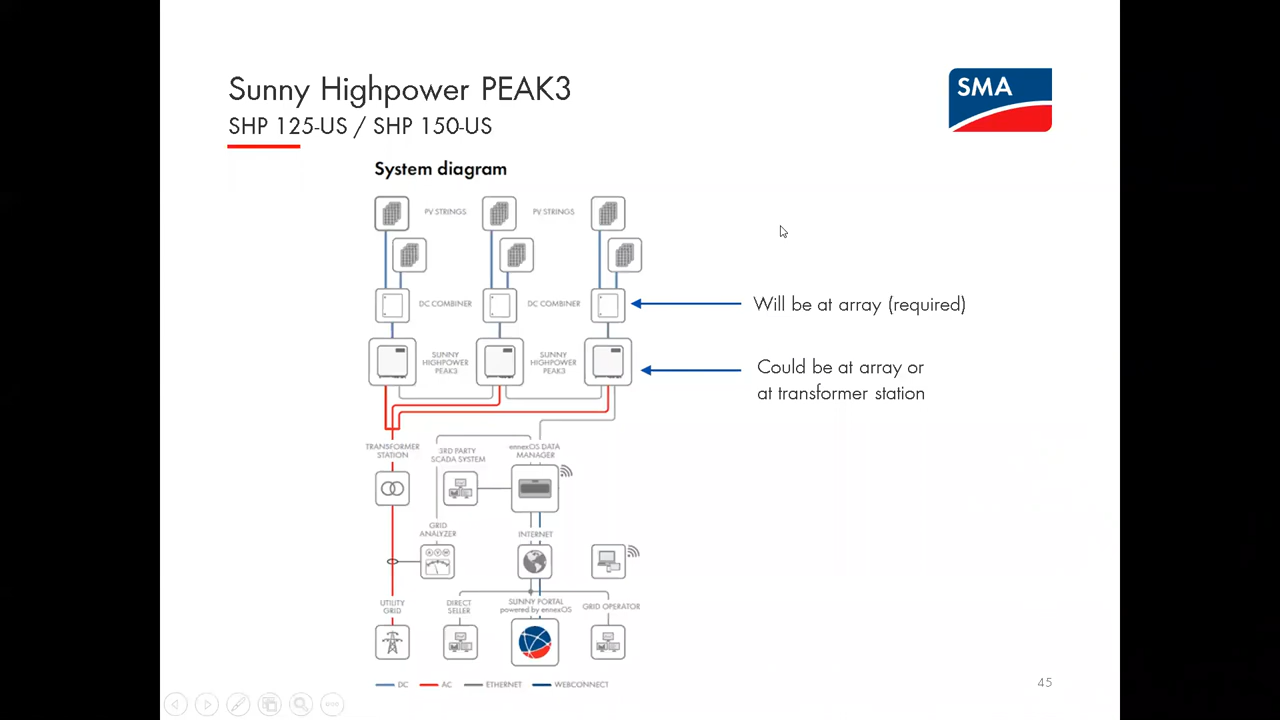 Sunny Highpower PEAK3
SMA
SHP 125-US / SHP 150-US
System diagram
PV STRINGS
PV STRINGS
DC COMBINER
DC COMBINER
Will be at array (required)
SUNNY
HIGHPOWER
PEAK3
SUNNY
HIGHPOWER
PEAK3
Could be at array or
at transformer station
TRANSFORMER
STATION
3RD PARTY
SCADA SYSTEM
ennexOS DATA
MANAGER
GRID
ANALYZER
INTERNET
UTILITY
GRID
DIRECT
SELLER
SUNNY PORTAL
powered by ennexOS
GRID OPERATOR
DC
AC
ETHERNET
WEBCONNECT
45